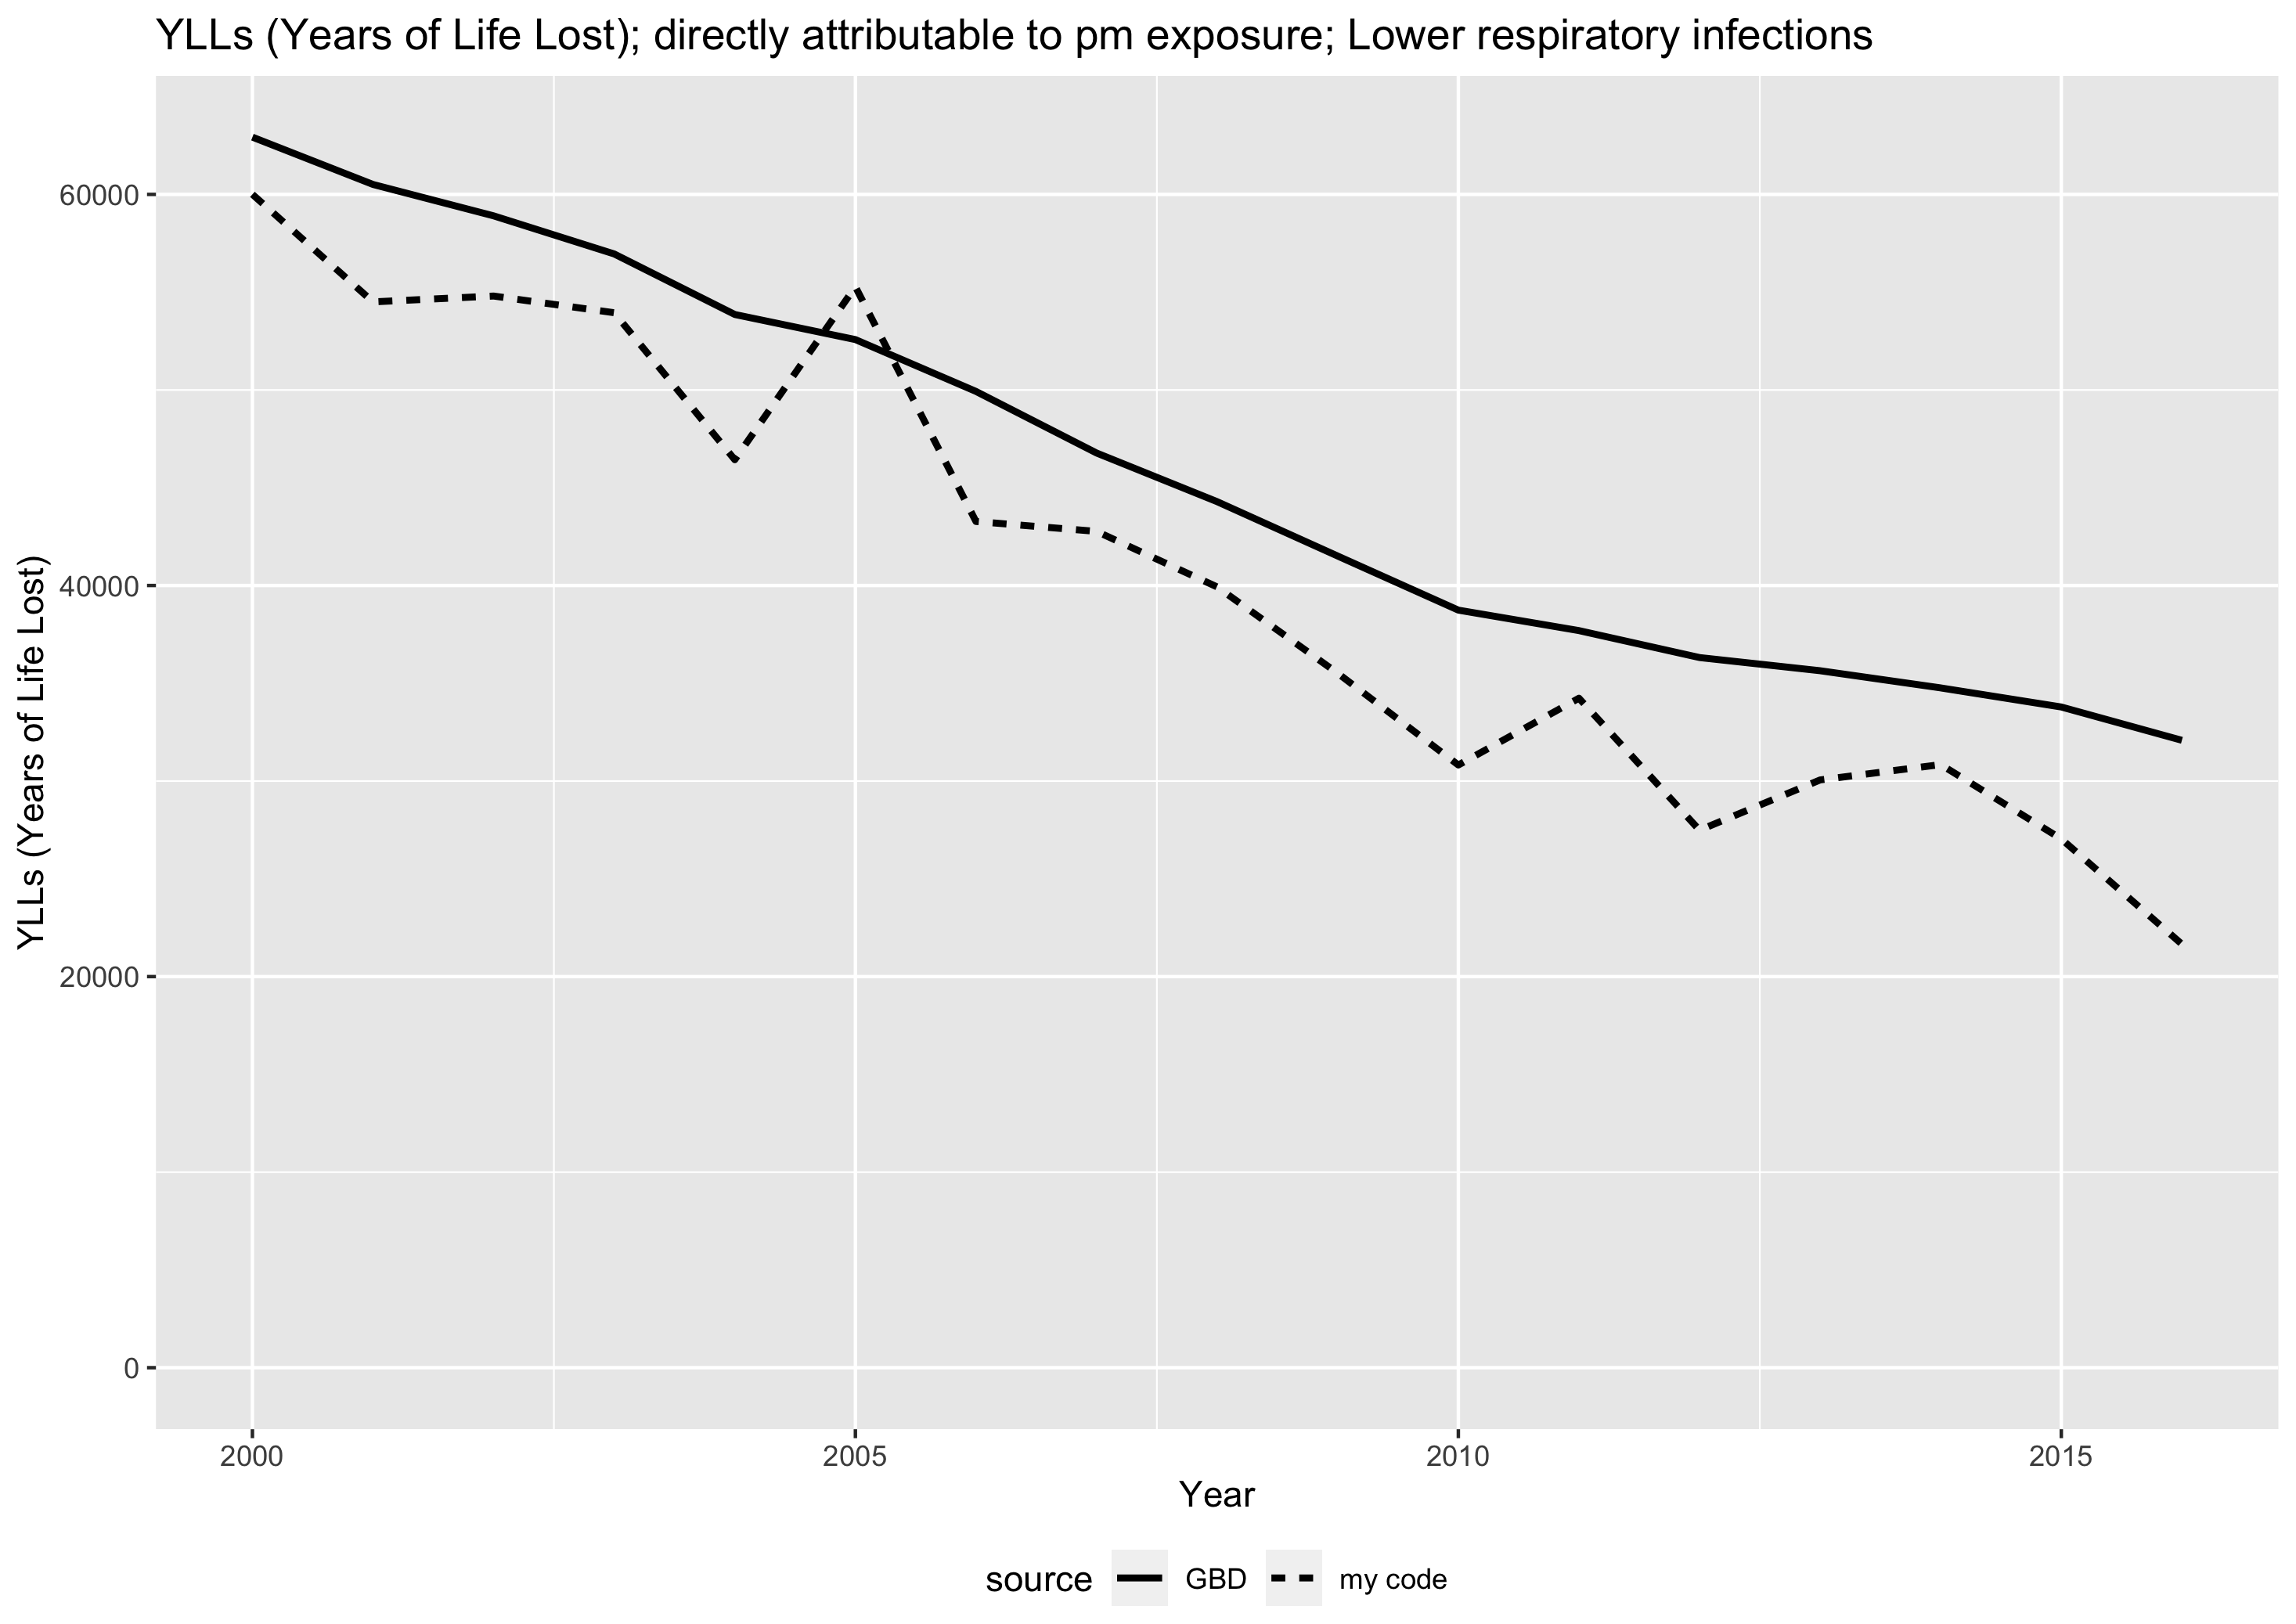 YLLs (Years of Life Lost); directly attributable to pm exposure; Lower respiratory infections
YLLs (Years of Life Lost)
60000
40000
20000
0
2000 2005 2010 2015
Year
source GBD my code